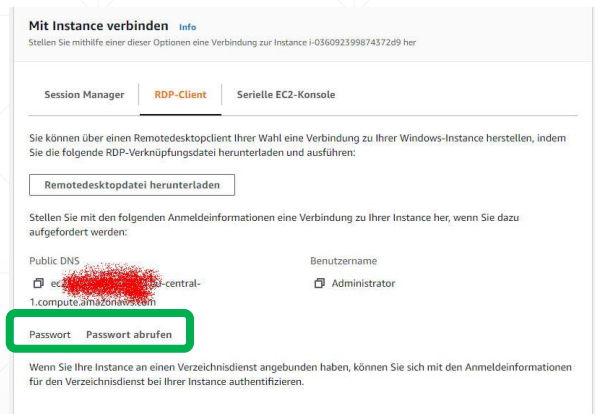 Mit Instance verbinden Info
Stellen Sie mithilfe einer dieser Optionen eine Verbindung zur Instance i-036092399874372d9 her
Session Manager RDP-Client Serielle EC2-Konsole
Sie können über einen Remotedesktopclient Ihrer Wahl eine Verbindung zu Ihrer Windows-Instance herstellen, indem
Sie die folgende RDP-Verknüpfungsdatei herunterladen und ausführen:
Remotedesktopdatei herunterladen
Stellen Sie mit den folgenden Anmeldeinformationen eine Verbindung zu Ihrer Instance her, wenn Sie dazu
aufgefordert werden:
Public DNS Benutzername
-central- Administrator
1.compute.amazonaws.com
Passwort Passwort abrufen
Wenn Sie Ihre Instance an einen Verzeichnisdienst angebunden haben, können Sie sich mit den Anmeldeinformationen
für den Verzeichnisdienst bei Ihrer Instance authentifizieren.